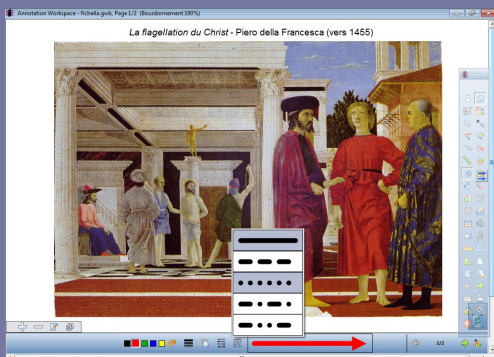 Annotation Workspace - fichella.gwb, Page 1/2 (Bourdonnement 100%)
La flagellation du Christ - Piero della Francesca (vers 1455)
1/2